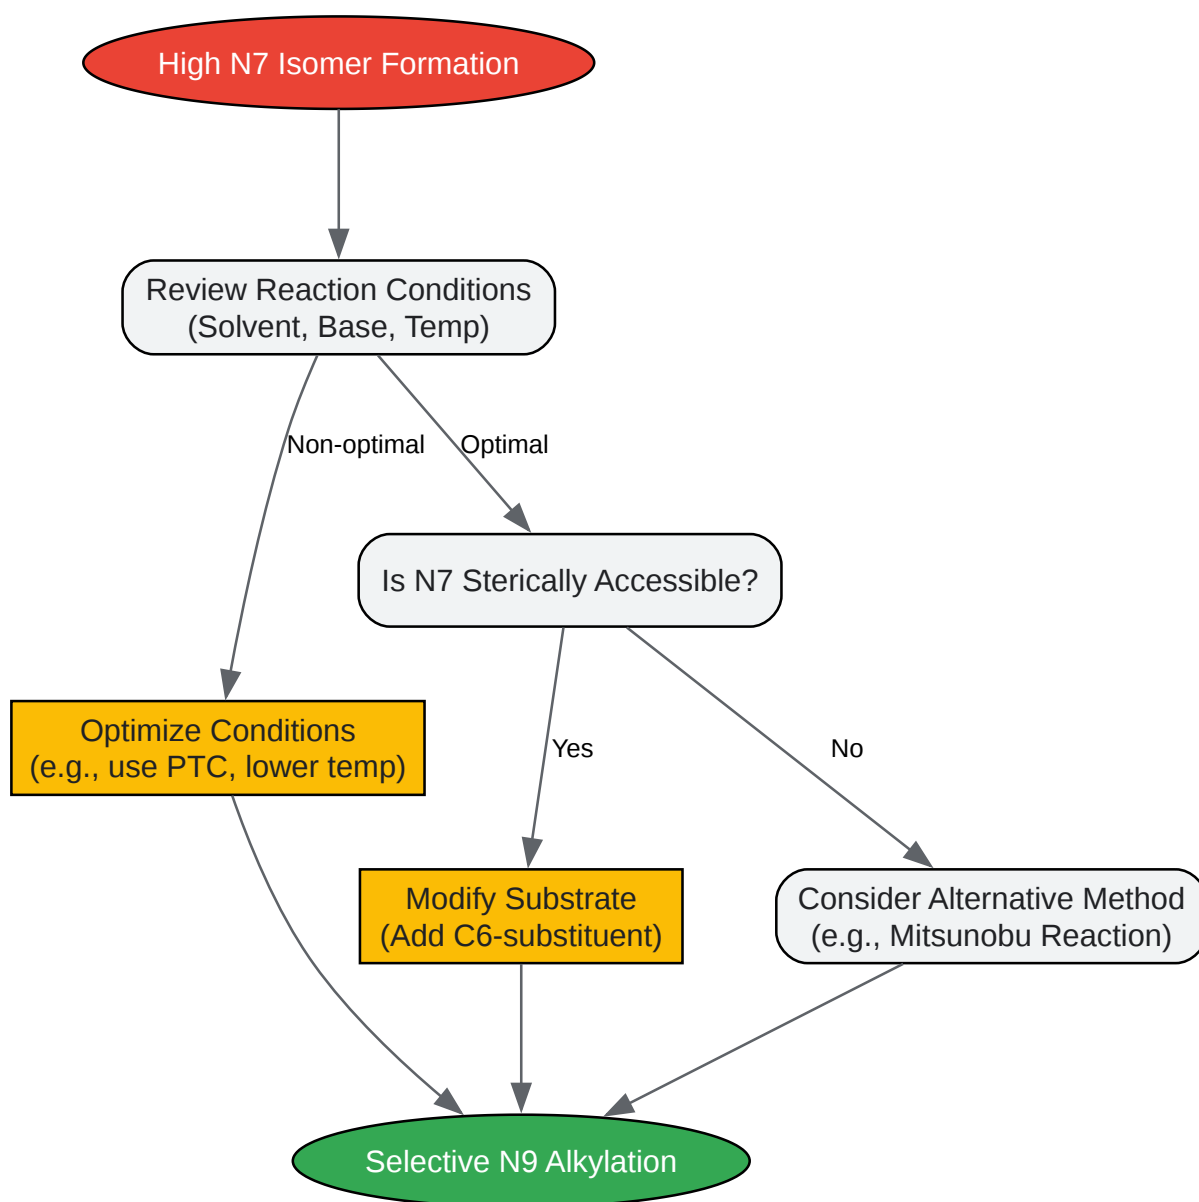 High N7 Isomer Formation
Review Reaction Conditions
(Solvent, Base, Temp)
Non-optimal
Optimal
Is N7 Sterically Accessible?
Optimize Conditions
(e.g., use PTC, lower temp)
Yes
No
Modify Substrate
(Add C6-substituent)
Consider Alternative Method
(e.g., Mitsunobu Reaction)
Selective N9 Alkylation